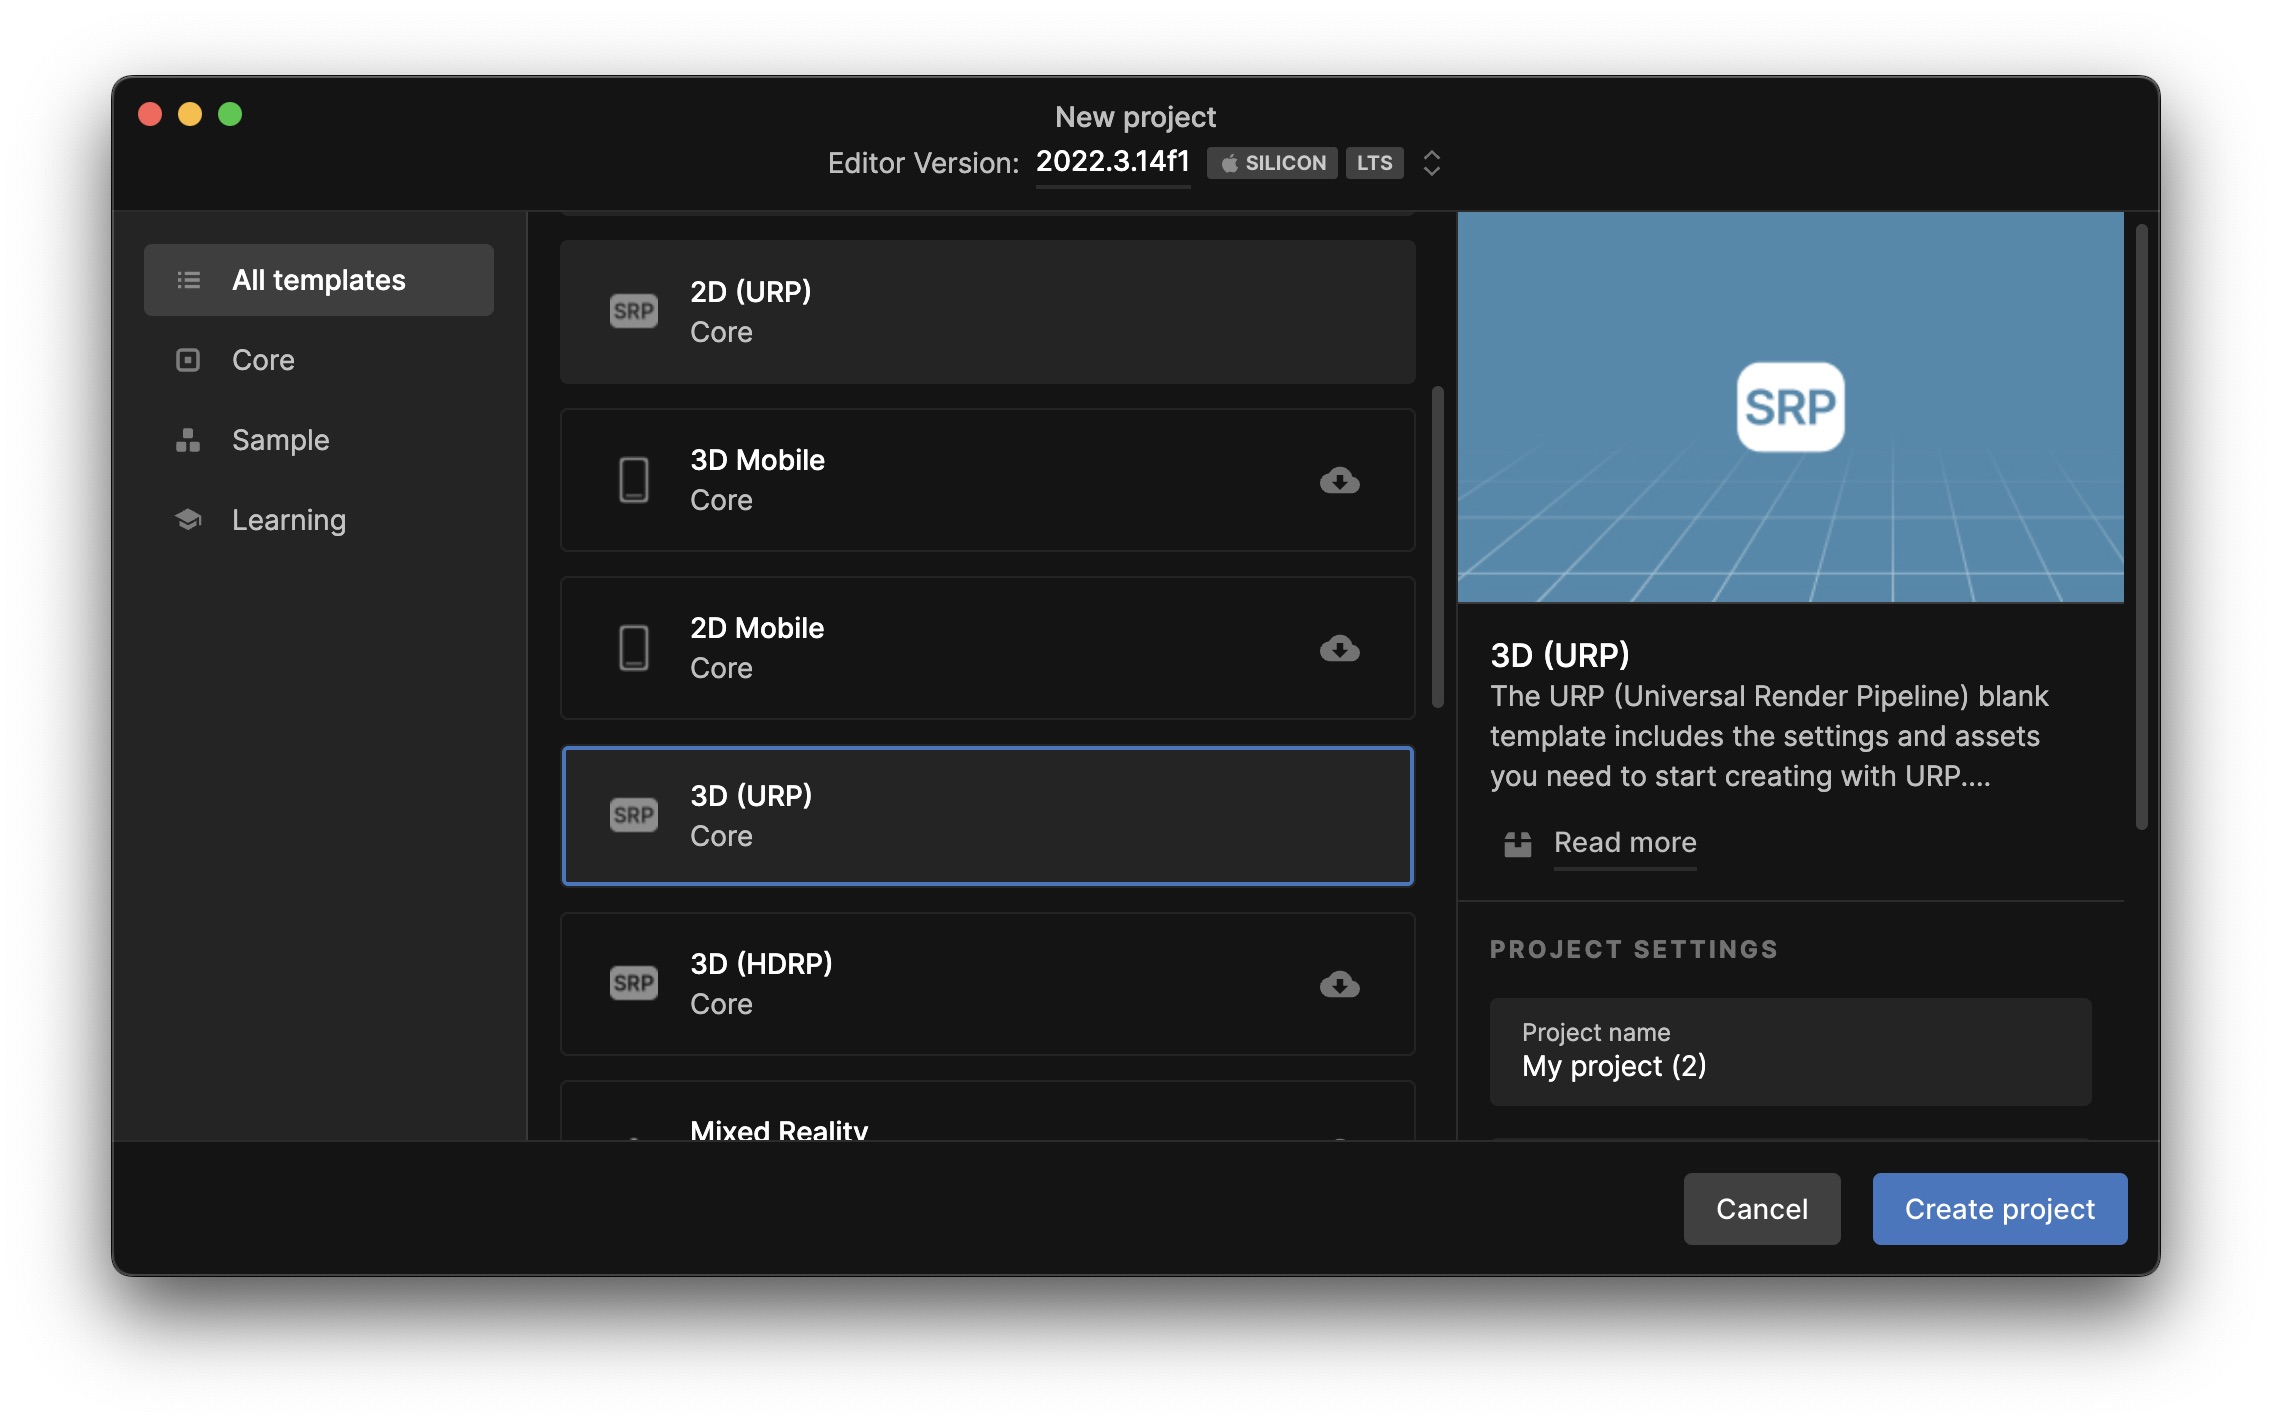 New project
Editor Version: 2022.3.14f1 SILICON LTS
All templates
Core
Sample
Learning
2D (URP)
Core
SRP
3D Mobile
Core
2D Mobile
Core
3D (URP)
Core
SRP
3D (HDRP)
Core
SRP
Mixed Reality
SRP
3D (URP)
The URP (Universal Render Pipeline) blank
template includes the settings and assets
you need to start creating with URP....
Read more
PROJECT SETTINGS
Project name
My project (2)
Cancel
Create project